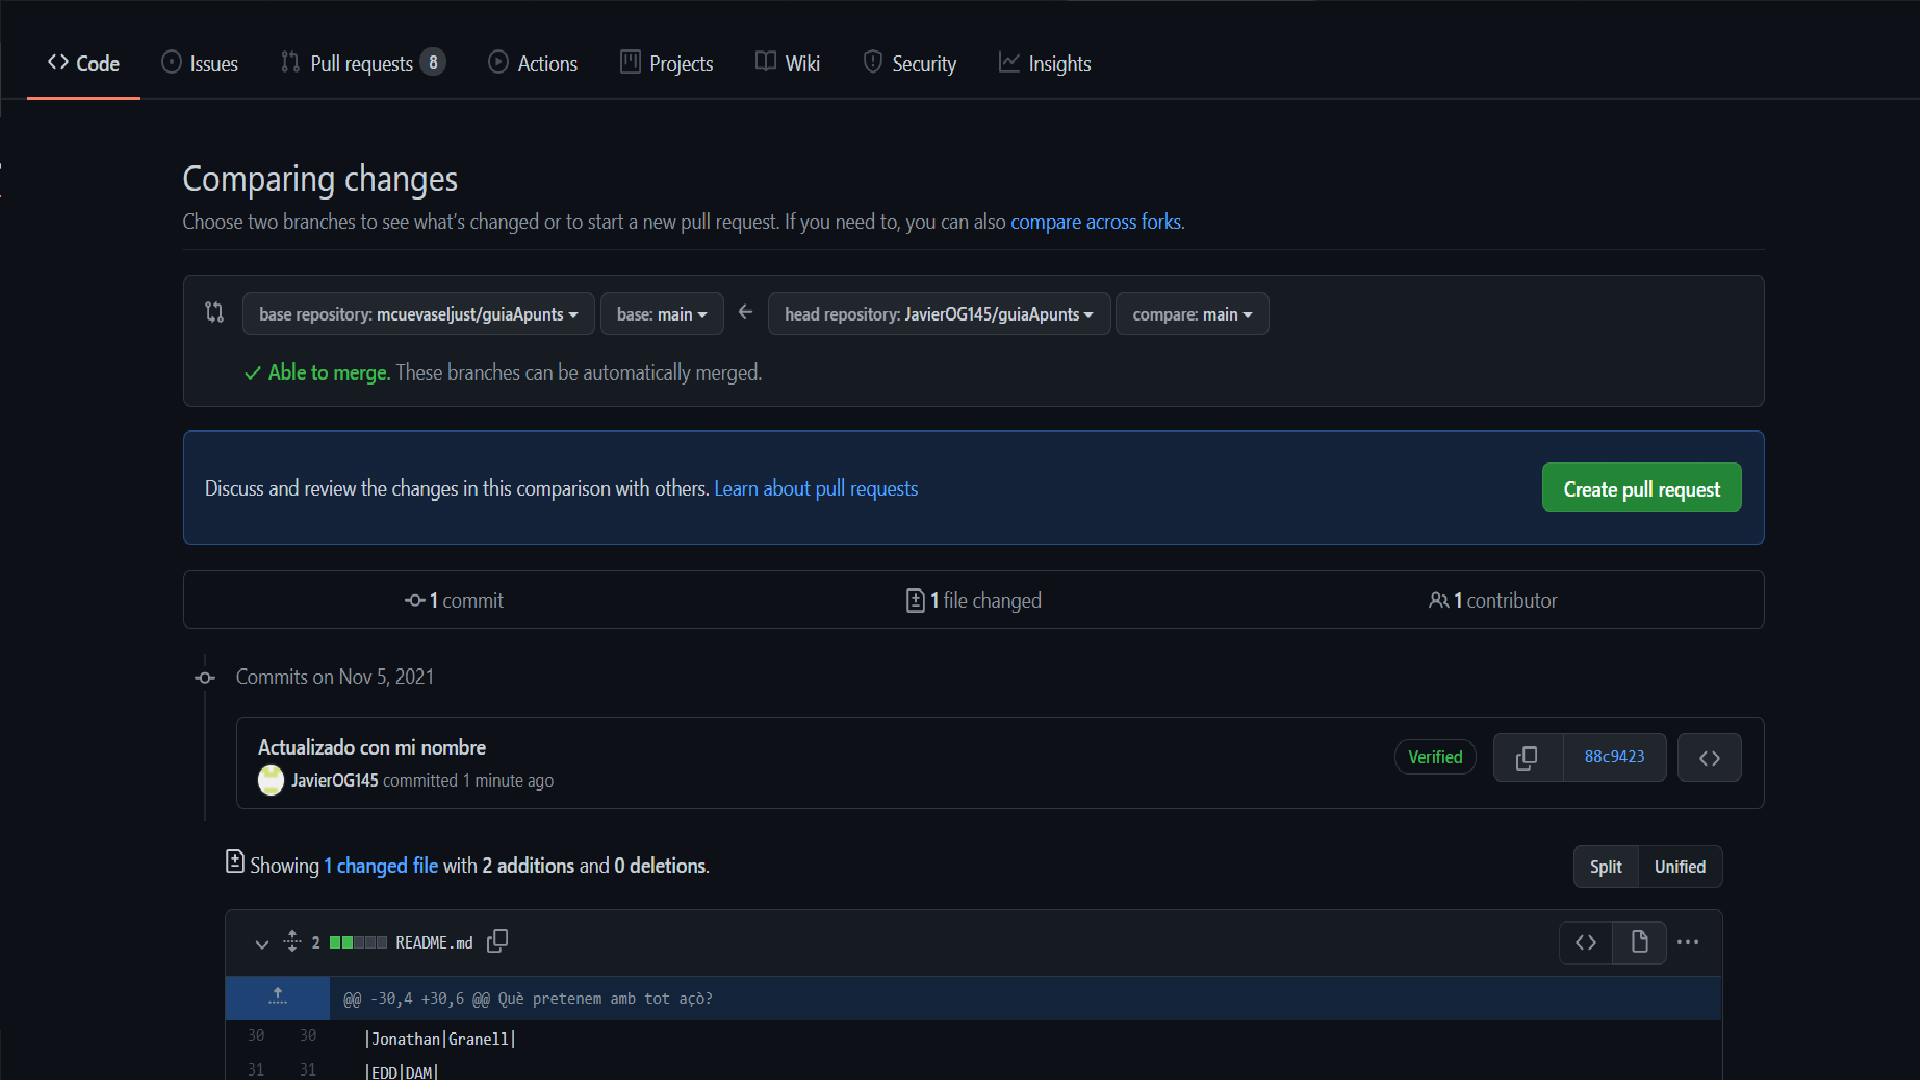 Code Issues Pull requests 8 Actions Projects Wiki Security Insights
Comparing changes
Choose two branches to see what's changed or to start a new pull request. If you need to, you can also compare across forks.
base repository: mcuevaseljust/guiaApunts base: main head repository: JavierOG145/guiaApunts compare: main
Able to merge. These branches can be automatically merged.
Discuss and review the changes in this comparison with others. Learn about pull requests
Create pull request
1 commit 1 file changed 1 contributor
Commits on Nov 5, 2021
Actualizado con mi nombre
JavierOG145 committed 1 minute ago
Verified 88c9423
Showing 1 changed file with 2 additions and 0 deletions.
Split Unified
2 README.md
@@ -30,4 +30,6 @@ Què pretenem amb tot açò?
30 30 |Jonathan|Granell|
31 31 |EDD|DAM|